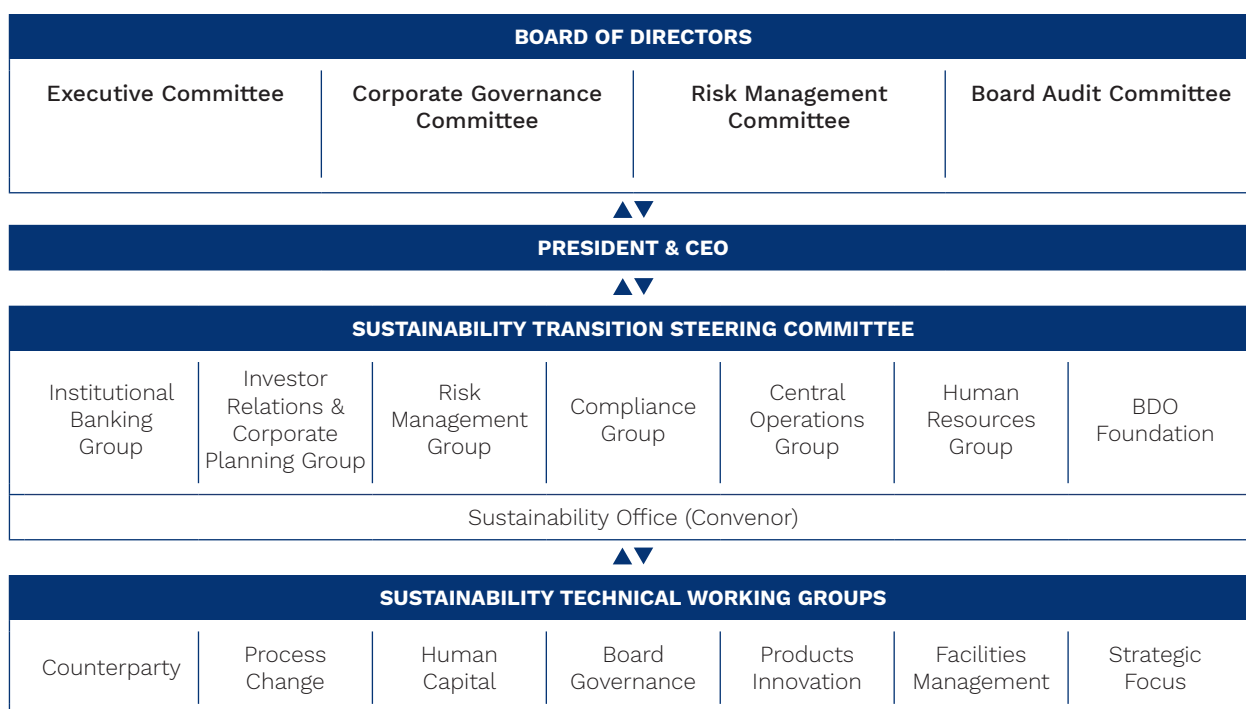 BOARD OF DIRECTORS
Executive Committee
Corporate Governance
Committee
Risk Management
Committee
Board Audit Committee
PRESIDENT & CEO
SUSTAINABILITY TRANSITION STEERING COMMITTEE
Institutional
Banking
Group
Investor
Relations &
Corporate
Planning Group
Risk
Management
Group
Compliance
Group
Central
Operations
Group
Human
Resources
Group
BDO
Foundation
Sustainability Office (Convenor)
SUSTAINABILITY TECHNICAL WORKING GROUPS
Counterparty
Process
Change
Human
Capital
Board
Governance
Products
Innovation
Facilities
Management
Strategic
Focus